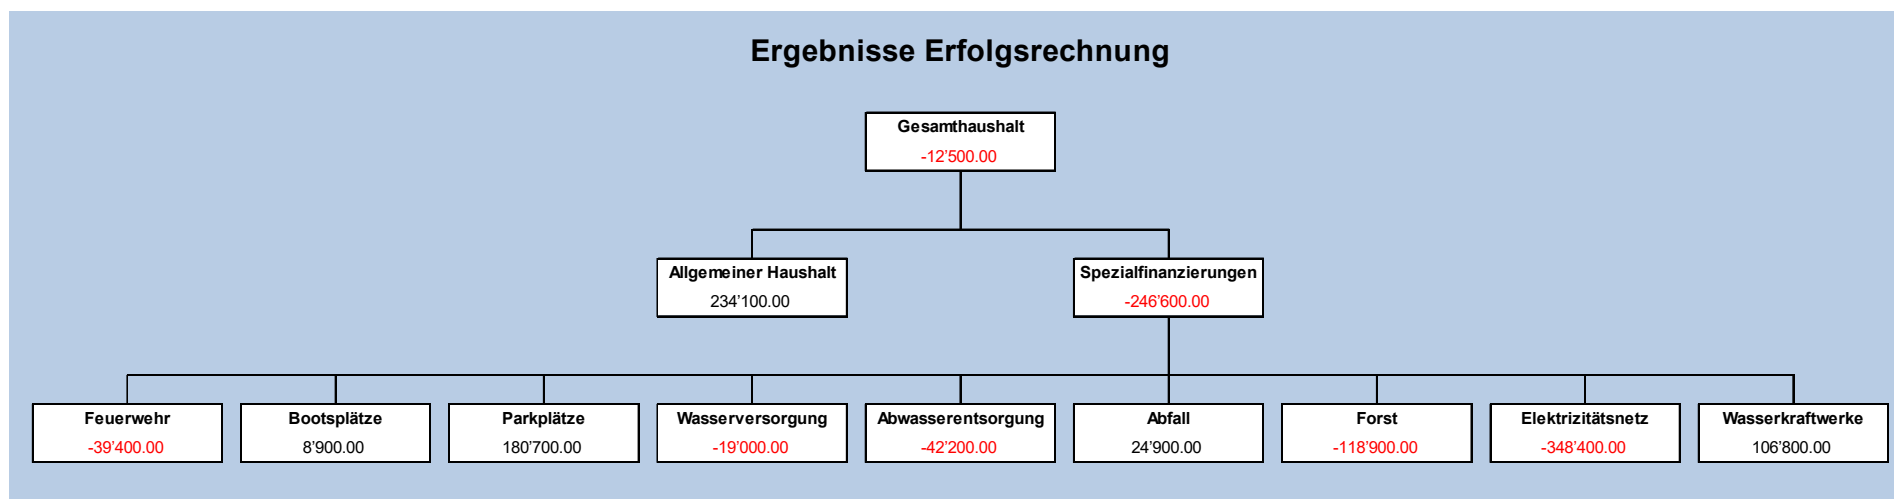 Ergebnisse Erfolgsrechnung
Gesamthaushalt
-12’500.00
Allgemeiner Haushalt
234’100.00
Spezialfinanzierungen
-246’600.00
Feuerwehr
-39’400.00
Bootsplätze
8’900.00
Parkplätze
180’700.00
Wasserversorgung
-19’000.00
Abwasserentsorgung
-42’200.00
Abfall
24’900.00
Forst
-118’900.00
Elektrizitätsnetz
-348’400.00
Wasserkraftwerke
106’800.00